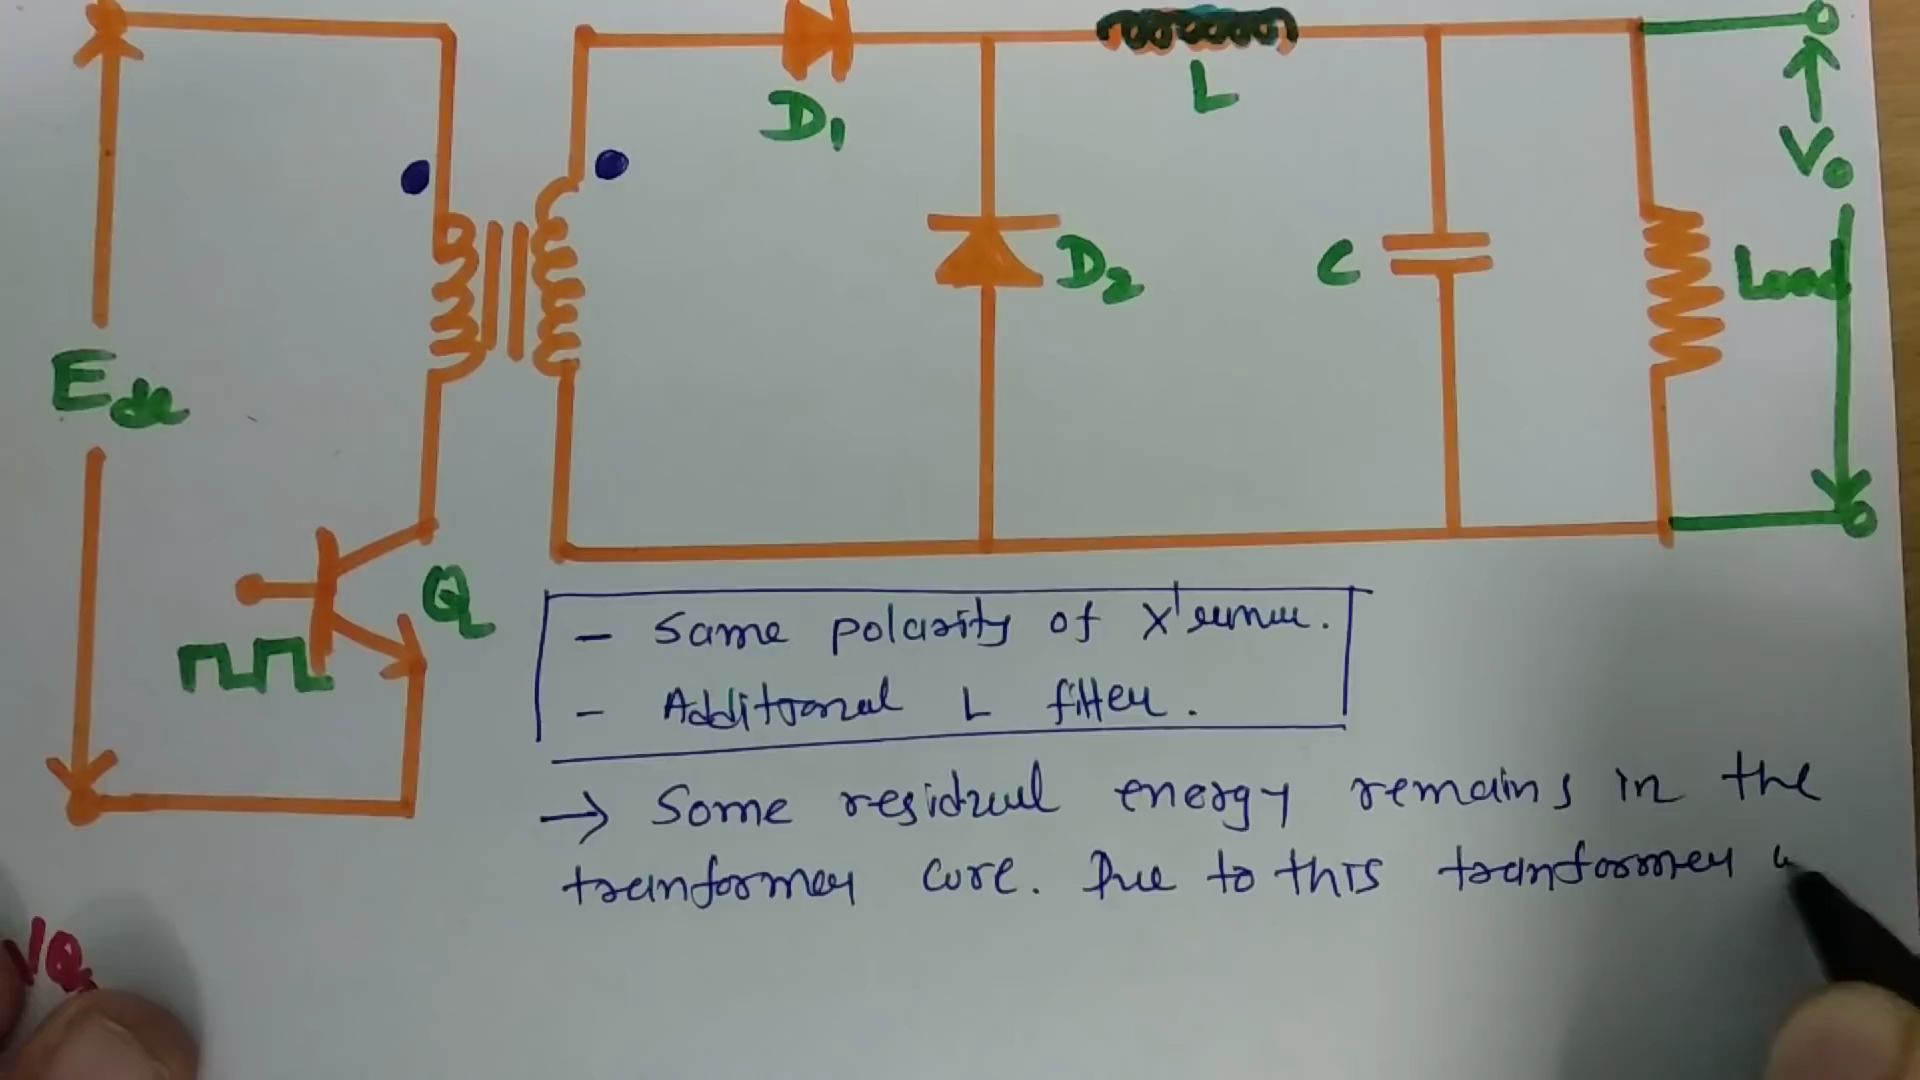 D1
L
Vo
D2
C
Load
Edc
Q
- Same polarity of X'ermer.
- Additional L filter.
→ Some residual energy remains in the
transformer core. Due to this transformer